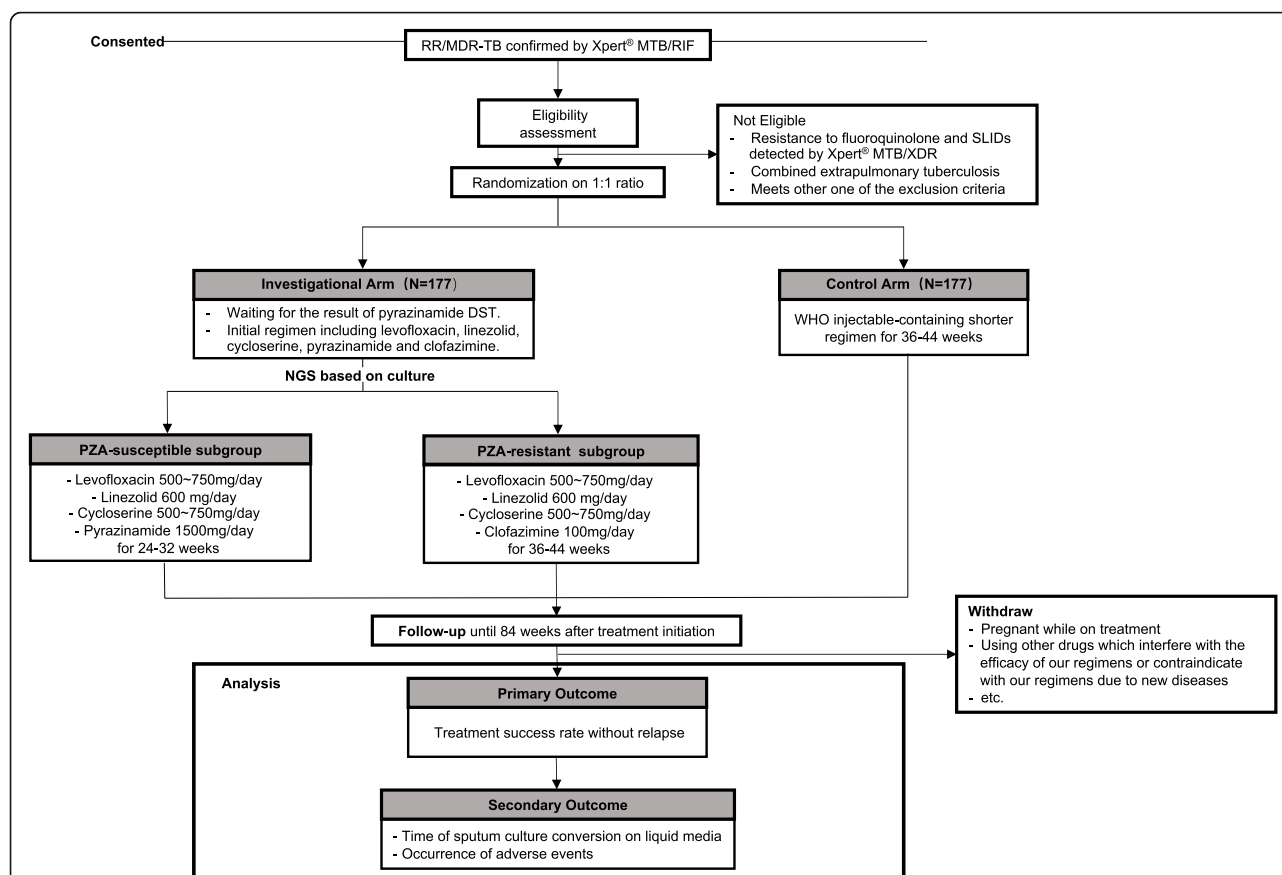 Consented
RR/MDR-TB confirmed by Xpert® MTB/RIF
Eligibility
assessment
Not Eligible
- Resistance to fluoroquinolone and SLIDs
detected by Xpert® MTB/XDR
- Combined extrapulmonary tuberculosis
- Meets other one of the exclusion criteria
Randomization on 1:1 ratio
Investigational Arm（N=177）
- Waiting for the result of pyrazinamide DST.
- Initial regimen including levofloxacin, linezolid,
cycloserine, pyrazinamide and clofazimine.
Control Arm（N=177）
WHO injectable-containing shorter
regimen for 36-44 weeks
NGS based on culture
PZA-susceptible subgroup
- Levofloxacin 500~750mg/day
- Linezolid 600 mg/day
- Cycloserine 500~750mg/day
- Pyrazinamide 1500mg/day
for 24-32 weeks
PZA-resistant subgroup
- Levofloxacin 500~750mg/day
- Linezolid 600 mg/day
- Cycloserine 500~750mg/day
- Clofazimine 100mg/day
for 36-44 weeks
Follow-up until 84 weeks after treatment initiation
Withdraw
- Pregnant while on treatment
- Using other drugs which interfere with the
efficacy of our regimens or contraindicate
with our regimens due to new diseases
- etc.
Analysis
Primary Outcome
Treatment success rate without relapse
Secondary Outcome
- Time of sputum culture conversion on liquid media
- Occurrence of adverse events